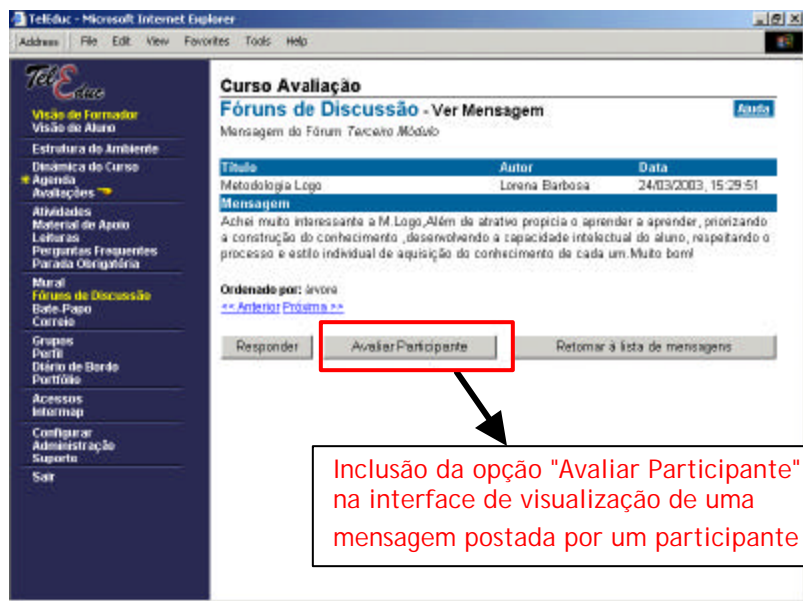 TelEduc - Microsoft Internet Explorer
Address File Edit View Favorites Tools Help
TelEduc
Visão de Formador
Visão de Aluno
Estrutura do Ambiente
Dinâmica do Curso
Agenda
Avaliações
Atividades
Material de Apoio
Leituras
Perguntas Frequentes
Parada Obrigatória
Mural
Fóruns de Discussão
Bate-Papo
Correio
Grupos
Perfil
Diário de Bordo
Portfólio
Acessos
Intermap
Configurar
Administração
Suporte
Sair
Curso Avaliação
Fóruns de Discussão - Ver Mensagem
Ajuda
Mensagem do Fórum Terceiro Módulo
Título Autor Data
Metodologia Logo Lorena Barbosa 24/03/2003, 15:29:51
Mensagem
Achei muito interessante a M.Logo,Além de atrativo propicia o aprender a aprender, priorizando
a construção do conhecimento ,desenvolvendo a capacidade intelectual do aluno, respeitando o
processo e estilo individual de aquisição do conhecimento de cada um.Muito bom!
Ordenado por: árvore
<< Anterior Próxima >>
Responder Avaliar Participante Retornar à lista de mensagens
Inclusão da opção "Avaliar Participante"
na interface de visualização de uma
mensagem postada por um participante